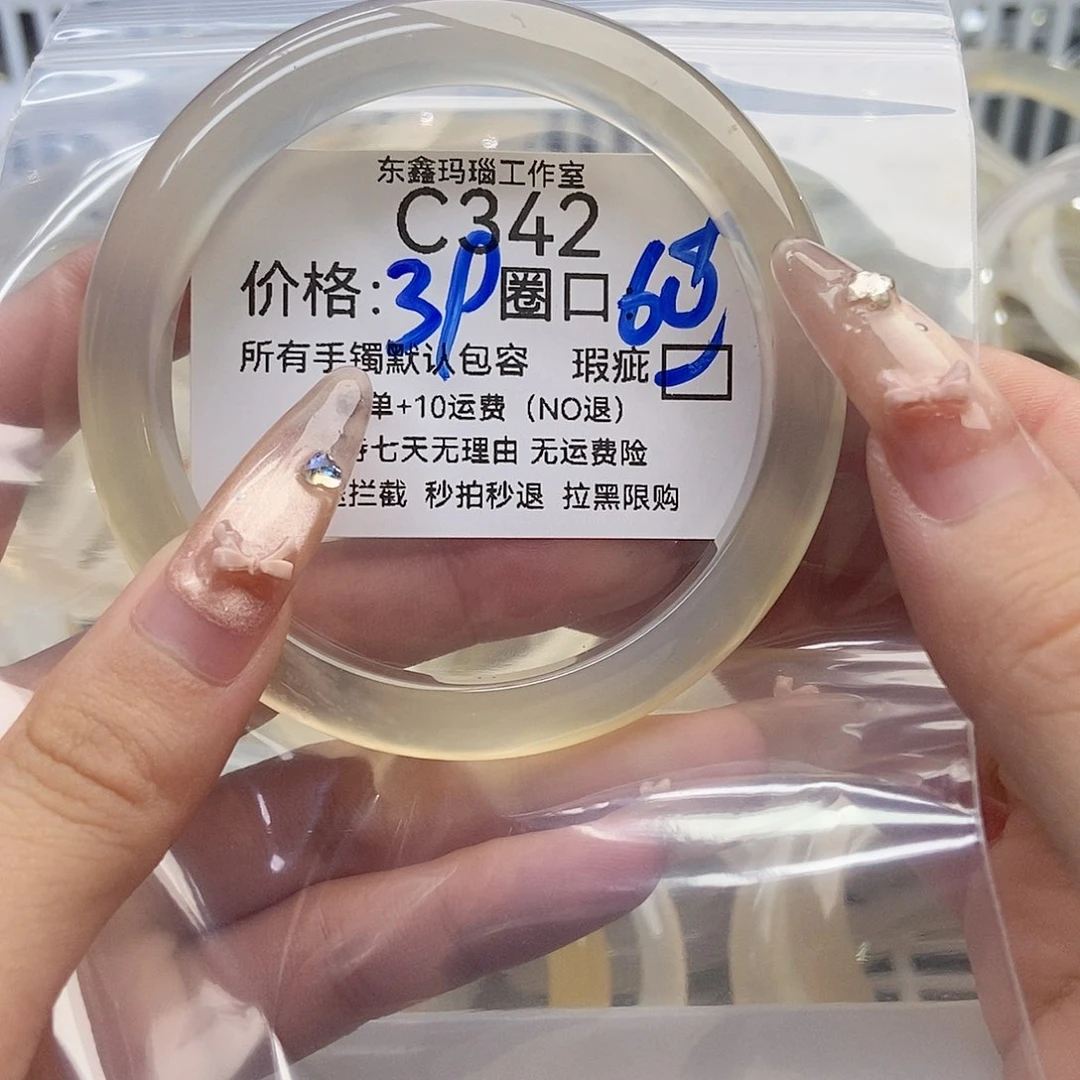 东鑫玛瑙工作室
C342
价格: 圈口:68
所有手镯默认包容 瑕疵
单+10运费（NO退）
七天无理由 无运费险
拦截 秒拍秒退 拉黑限购